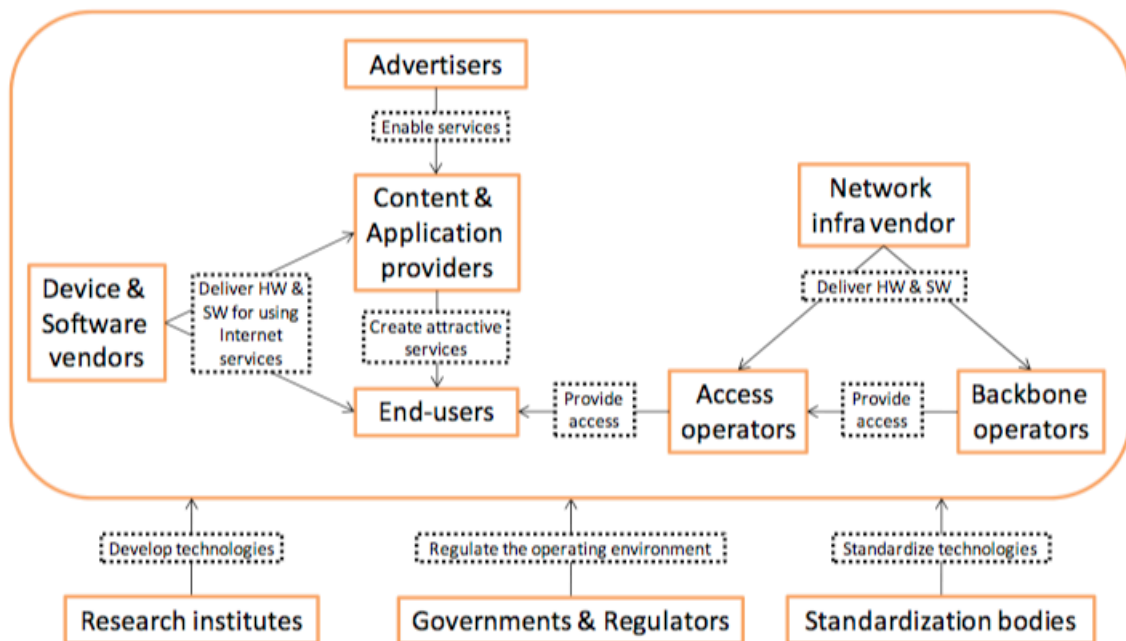 Advertisers
Enable services
Content &
Application
providers
Network
infra vendor
Device &
Software
vendors
Deliver HW &
SW for using
Internet
services
Deliver HW & SW
Create attractive
services
End-users
Provide
access
Access
operators
Provide
access
Backbone
operators
Develop technologies
Regulate the operating environment
Standardize technologies
Research institutes
Governments & Regulators
Standardization bodies